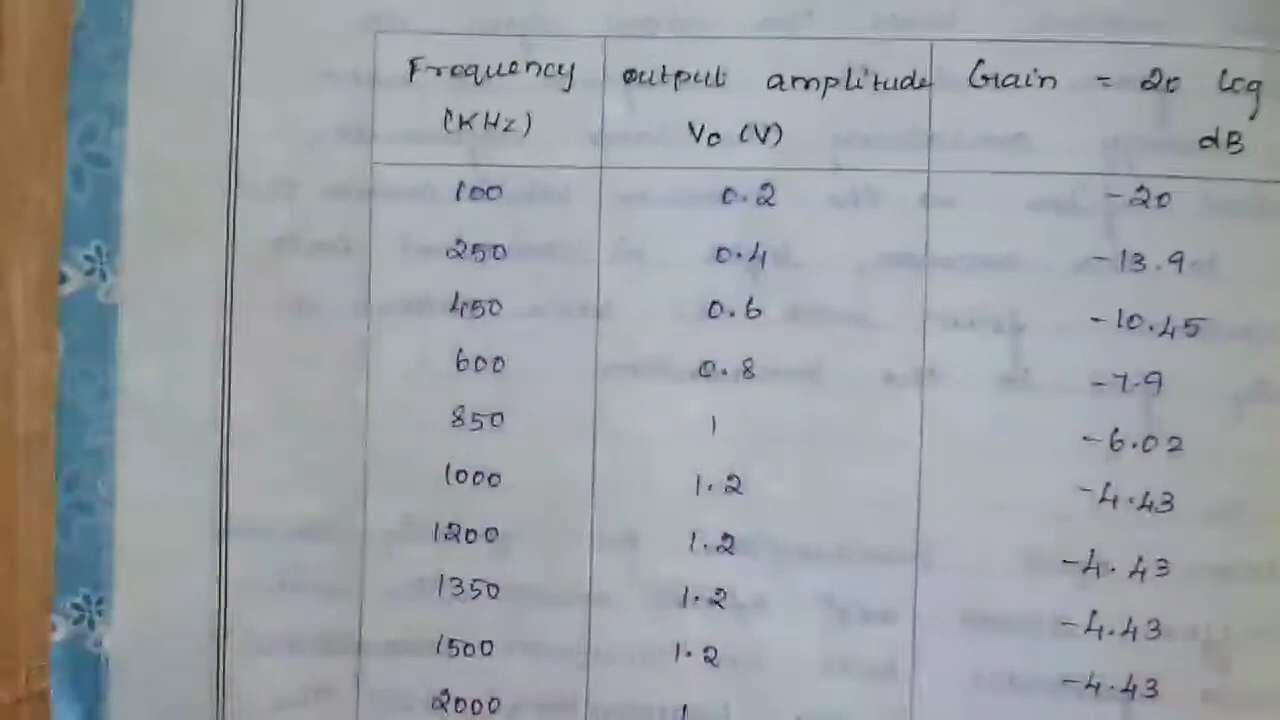 Frequency output amplitude Gain = 20 log
(KHz) Vo (V) dB
100 0.2 -20
250 0.4 -13.9
450 0.6 -10.45
600 0.8 -7.9
850 1 -6.02
1000 1.2 -4.43
1200 1.2 -4.43
1350 1.2 -4.43
1500 1.2 -4.43
2000 1